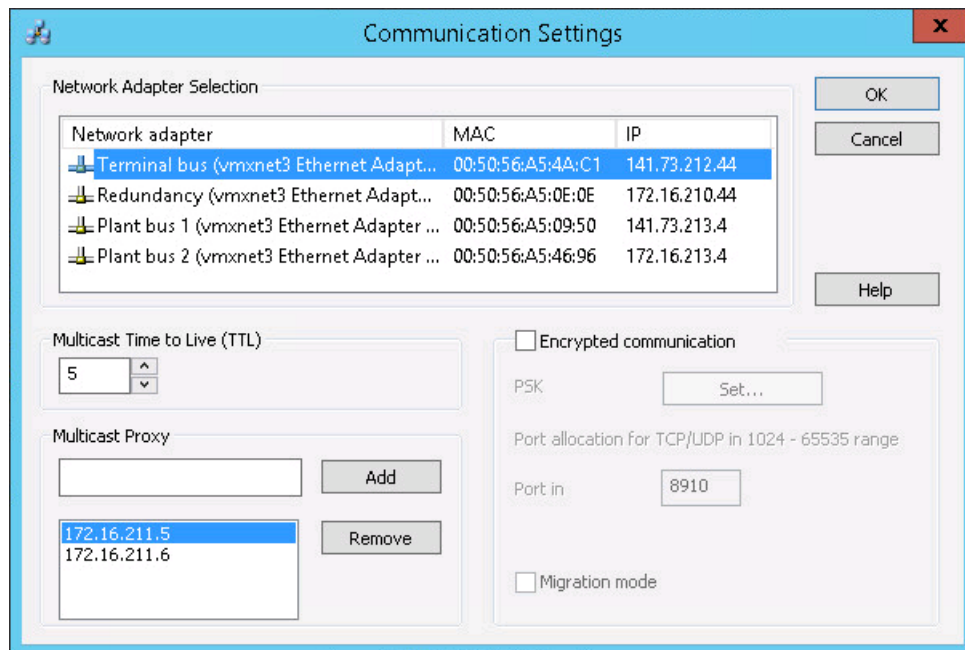 Communication Settings
x
Network Adapter Selection
OK
Cancel
Help
Network adapter MAC IP
Terminal bus (vmxnet3 Ethernet Adapt... 00:50:56:A5:4A:C1 141.73.212.44
Redundancy (vmxnet3 Ethernet Adapt... 00:50:56:A5:0E:0E 172.16.210.44
Plant bus 1 (vmxnet3 Ethernet Adapter ... 00:50:56:A5:09:50 141.73.213.4
Plant bus 2 (vmxnet3 Ethernet Adapter ... 00:50:56:A5:46:96 172.16.213.4
Multicast Time to Live (TTL)
5
Multicast Proxy
Add
172.16.211.5
172.16.211.6
Remove
Encrypted communication
PSK Set...
Port allocation for TCP/UDP in 1024 - 65535 range
Port in 8910
Migration mode